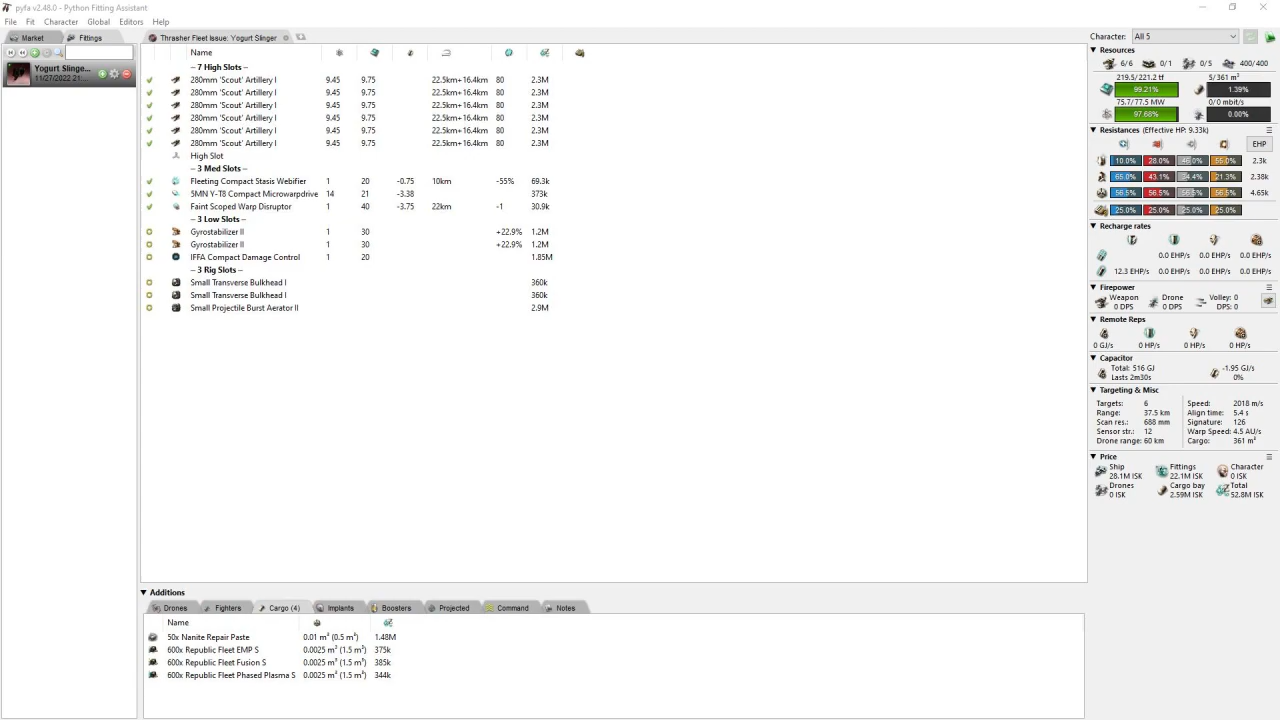 pyfa v2.48.0 - Python Fitting Assistant
File Fit Character Global Editors Help
Market Fittings
Thrasher Fleet Issue: Yogurt Slinger
Character: All 5
Yogurt Slinge...
11/27/2022 21:...
Name
– 7 High Slots –
280mm 'Scout' Artillery I 9.45 9.75 22.5km+16.4km 80 2.3M
280mm 'Scout' Artillery I 9.45 9.75 22.5km+16.4km 80 2.3M
280mm 'Scout' Artillery I 9.45 9.75 22.5km+16.4km 80 2.3M
280mm 'Scout' Artillery I 9.45 9.75 22.5km+16.4km 80 2.3M
280mm 'Scout' Artillery I 9.45 9.75 22.5km+16.4km 80 2.3M
280mm 'Scout' Artillery I 9.45 9.75 22.5km+16.4km 80 2.3M
High Slot
– 3 Med Slots –
Fleeting Compact Stasis Webifier 1 20 -0.75 10km -55% 69.3k
5MN Y-T8 Compact Microwarpdrive 14 21 -3.38 373k
Faint Scoped Warp Disruptor 1 40 -3.75 22km -1 30.9k
– 3 Low Slots –
Gyrostabilizer II 1 30 +22.9% 1.2M
Gyrostabilizer II 1 30 +22.9% 1.2M
IFFA Compact Damage Control 1 20 1.85M
– 3 Rig Slots –
Small Transverse Bulkhead I 360k
Small Transverse Bulkhead I 360k
Small Projectile Burst Aerator II 2.9M
Resources
6/6 0/1 0/5 400/400
219.5/221.2 tf 5/361 m³
99.21% 1.39%
75.7/77.5 MW 0/0 mbit/s
97.68% 0.00%
Resistances (Effective HP: 9.33k)
EHP
10.0% 28.0% 46.0% 55.0% 2.3k
65.0% 43.1% 24.4% 21.3% 2.38k
56.5% 56.5% 56.5% 56.5% 4.65k
25.0% 25.0% 25.0% 25.0%
Recharge rates
0.0 EHP/s 0.0 EHP/s 0.0 EHP/s
12.3 EHP/s 0.0 EHP/s 0.0 EHP/s 0.0 EHP/s
Firepower
Weapon Drone Volley: 0
0 DPS 0 DPS DPS: 0
Remote Reps
0 GJ/s 0 HP/s 0 HP/s 0 HP/s
Capacitor
Total: 516 GJ -1.95 GJ/s
Lasts 2m30s 0%
Targeting & Misc
Targets: 6 Speed: 2018 m/s
Range: 37.5 km Align time: 5.4 s
Scan res.: 688 mm Signature: 126
Sensor str.: 12 Warp Speed: 4.5 AU/s
Drone range: 60 km Cargo: 361 m³
Price
Ship Fittings Character
28.1M ISK 22.1M ISK 0 ISK
Drones Cargo bay Total
0 ISK 2.59M ISK 52.8M ISK
Additions
Drones Fighters Cargo (4) Implants Boosters Projected Command Notes
Name
50x Nanite Repair Paste 0.01 m³ (0.5 m³) 1.48M
600x Republic Fleet EMP S 0.0025 m³ (1.5 m³) 375k
600x Republic Fleet Fusion S 0.0025 m³ (1.5 m³) 385k
600x Republic Fleet Phased Plasma S 0.0025 m³ (1.5 m³) 344k